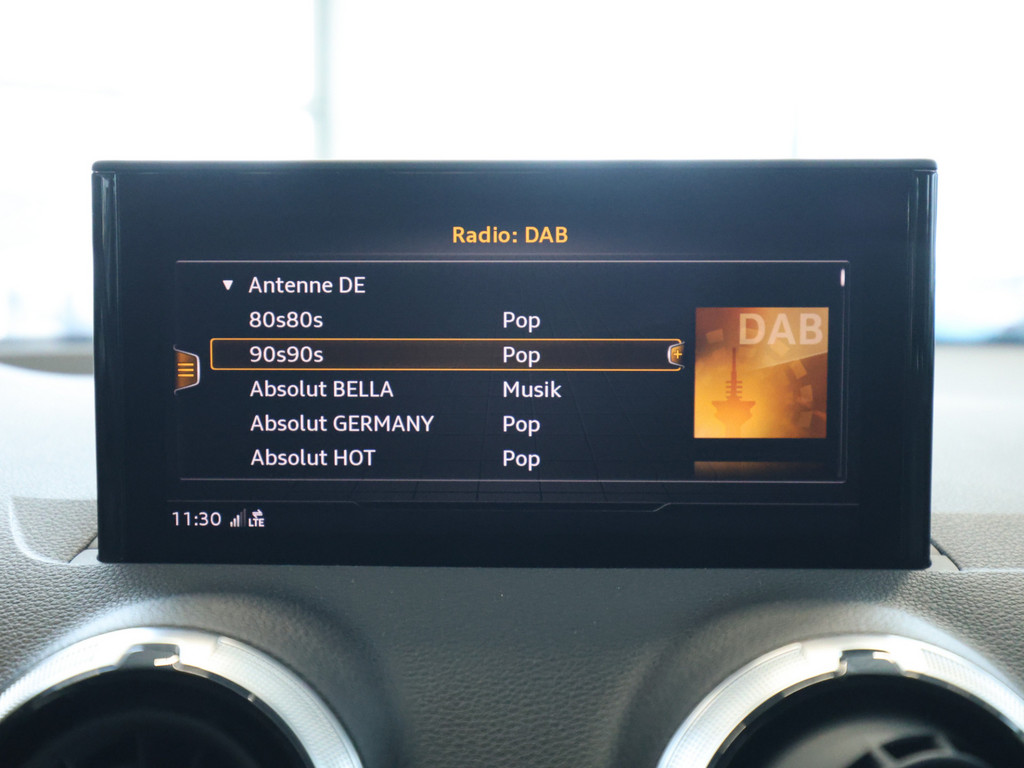 Radio: DAB
Antenne DE
80s80s Pop
90s90s Pop
Absolut BELLA Musik
Absolut GERMANY Pop
Absolut HOT Pop
DAB
11:30 LTE